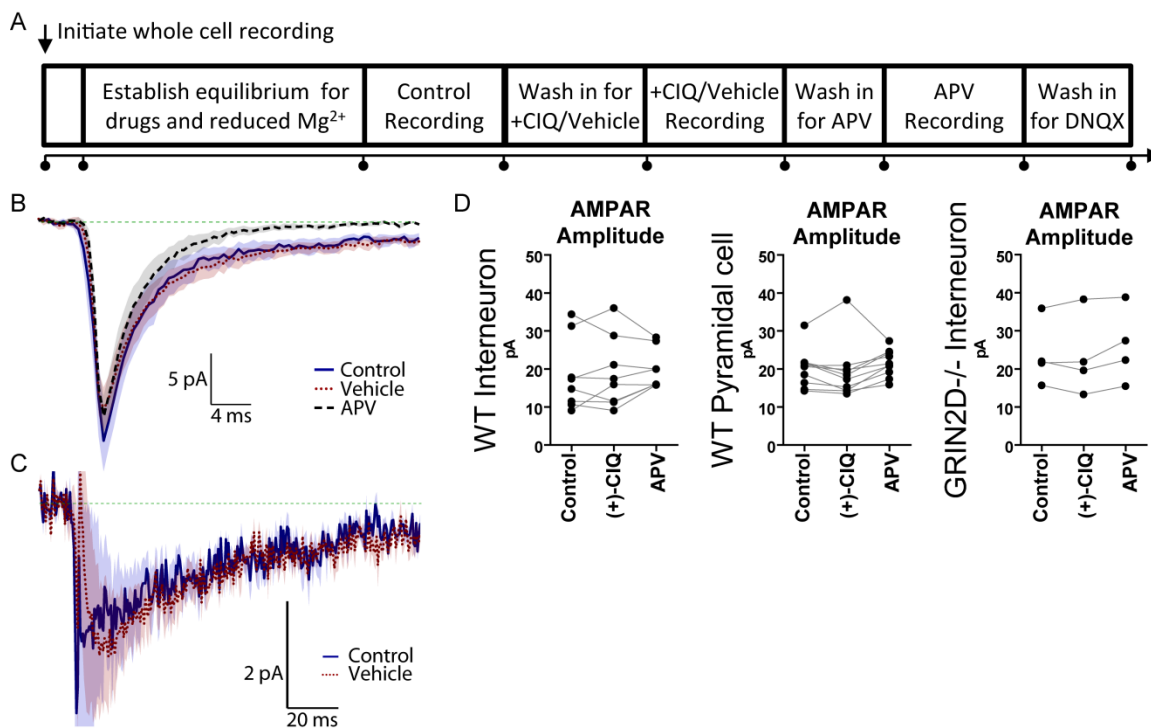 A
Initiate whole cell recording
Establish equilibrium for
drugs and reduced Mg²⁺
Control
Recording
Wash in for
+CIQ/Vehicle
+CIQ/Vehicle
Recording
Wash in
for APV
APV
Recording
Wash in
for DNQX
B
5 pA
4 ms
Control
Vehicle
APV
C
2 pA
20 ms
Control
Vehicle
D
AMPAR
Amplitude
WT Interneuron
pA
50
40
30
20
10
0
Control
(+)-CIQ
APV
AMPAR
Amplitude
WT Pyramidal cell
pA
50
40
30
20
10
0
Control
(+)-CIQ
APV
AMPAR
Amplitude
GRIN2D-/- Interneuron
pA
50
40
30
20
10
0
Control
(+)-CIQ
APV